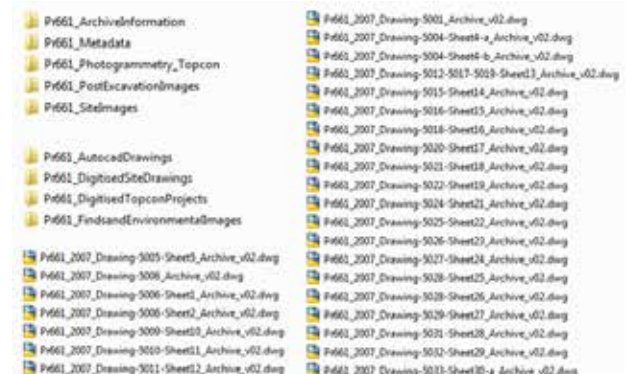 Pr661_ArchiveInformation
Pr661_Metadata
Pr661_Photogrammetry_Topcon
Pr661_PostExcavationImages
Pr661_SiteImages
Pr661_AutocadDrawings
Pr661_DigitisedSiteDrawings
Pr661_DigitisedTopconProjects
Pr661_FindsandEnvironmentalImages
Pr661_2007_Drawing-5005-Sheet5_Archive_v02.dwg
Pr661_2007_Drawing-5006_Archive_v02.dwg
Pr661_2007_Drawing-5006-Sheet1_Archive_v02.dwg
Pr661_2007_Drawing-5006-Sheet2_Archive_v02.dwg
Pr661_2007_Drawing-5009-Sheet10_Archive_v02.dwg
Pr661_2007_Drawing-5010-Sheet11_Archive_v02.dwg
Pr661_2007_Drawing-5011-Sheet12_Archive_v02.dwg
Pr661_2007_Drawing-5001_Archive_v02.dwg
Pr661_2007_Drawing-5004-Sheet4-a_Archive_v02.dwg
Pr661_2007_Drawing-5004-Sheet4-b_Archive_v02.dwg
Pr661_2007_Drawing-5012-5017-5019-Sheet13_Archive_v02.dwg
Pr661_2007_Drawing-5015-Sheet14_Archive_v02.dwg
Pr661_2007_Drawing-5016-Sheet15_Archive_v02.dwg
Pr661_2007_Drawing-5018-Sheet16_Archive_v02.dwg
Pr661_2007_Drawing-5020-Sheet17_Archive_v02.dwg
Pr661_2007_Drawing-5021-Sheet18_Archive_v02.dwg
Pr661_2007_Drawing-5022-Sheet19_Archive_v02.dwg
Pr661_2007_Drawing-5024-Sheet21_Archive_v02.dwg
Pr661_2007_Drawing-5025-Sheet22_Archive_v02.dwg
Pr661_2007_Drawing-5026-Sheet23_Archive_v02.dwg
Pr661_2007_Drawing-5027-Sheet24_Archive_v02.dwg
Pr661_2007_Drawing-5028-Sheet25_Archive_v02.dwg
Pr661_2007_Drawing-5028-Sheet26_Archive_v02.dwg
Pr661_2007_Drawing-5029-Sheet27_Archive_v02.dwg
Pr661_2007_Drawing-5031-Sheet28_Archive_v02.dwg
Pr661_2007_Drawing-5032-Sheet29_Archive_v02.dwg
Pr661_2007_Drawing-5033-Sheet30-a_Archive_v02.dwg